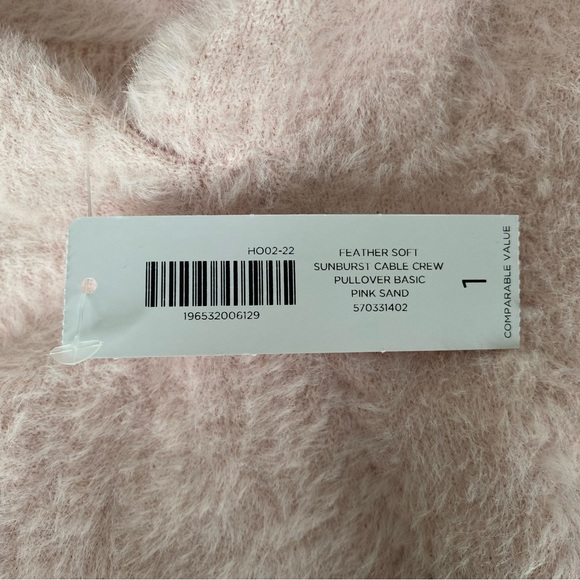 HO02-22
196532006129
FEATHER SOFT
SUNBURST CABLE CREW
PULLOVER BASIC
PINK SAND
570331402
1
COMPARABLE VALUE